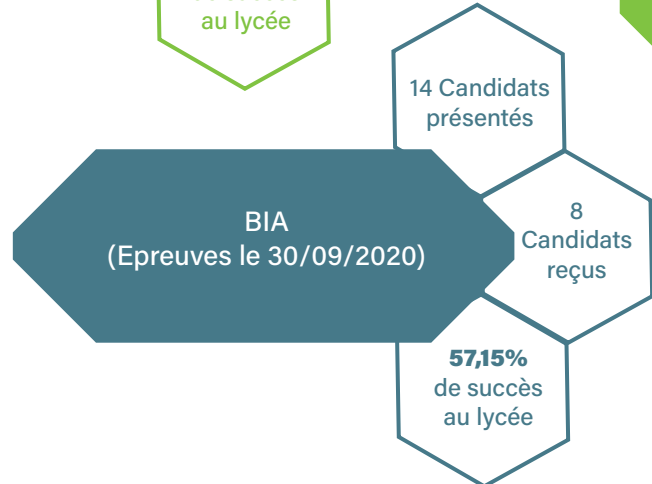 au lycée
14 Candidats
présentés
BIA
(Epreuves le 30/09/2020)
8
Candidats
reçus
57,15%
de succès
au lycée